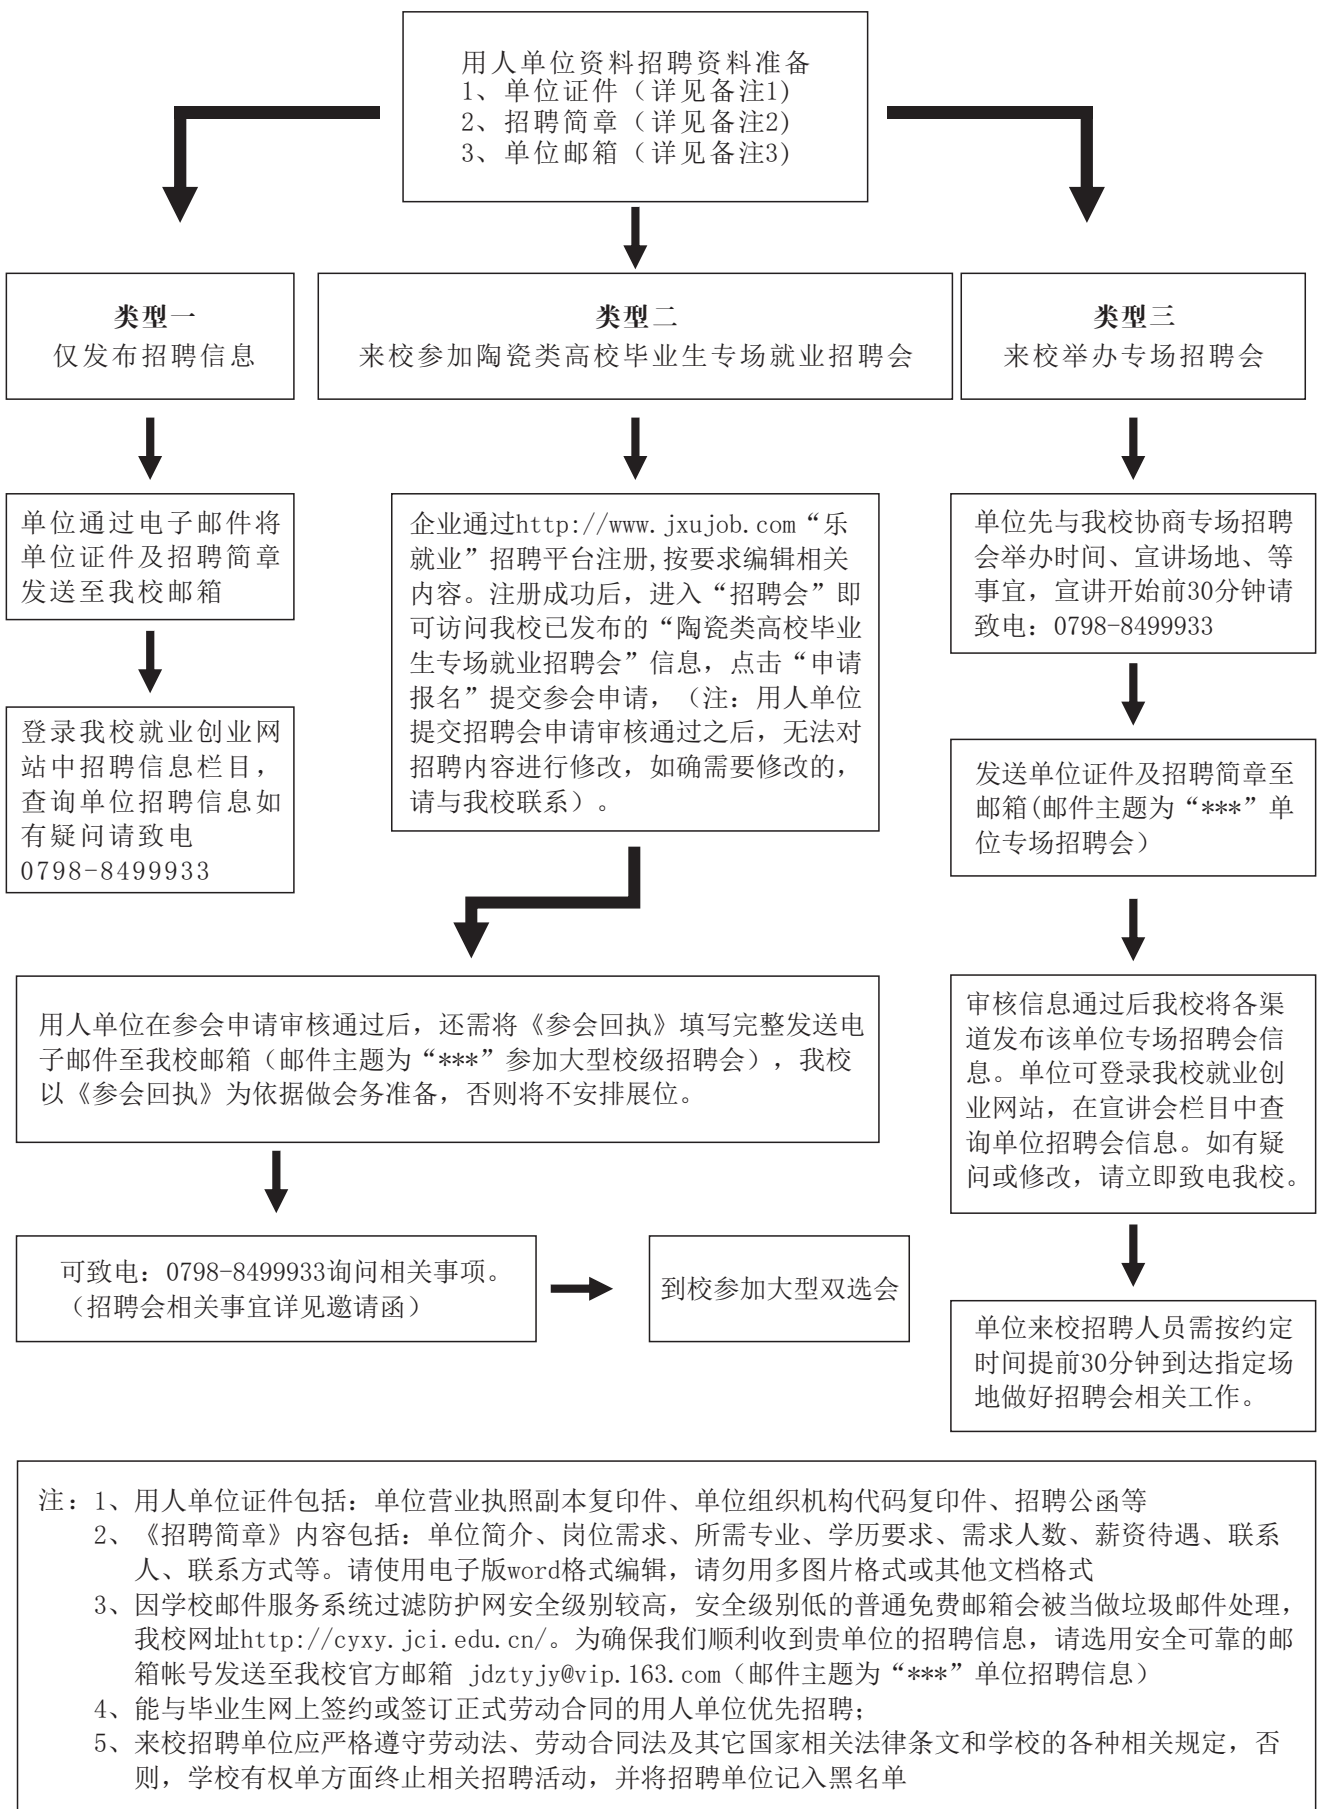 用人单位资料招聘资料准备
1、单位证件（详见备注1)
2、招聘简章（详见备注2)
3、单位邮箱（详见备注3)
类型一
仅发布招聘信息
类型二
来校参加陶瓷类高校毕业生专场就业招聘会
类型三
来校举办专场招聘会
单位通过电子邮件将
单位证件及招聘简章
发送至我校邮箱
登录我校就业创业网
站中招聘信息栏目，
查询单位招聘信息如
有疑问请致电
0798-8499933
企业通过http://www.jxujob.com“乐
就业”招聘平台注册,按要求编辑相关
内容。注册成功后，进入“招聘会”即
可访问我校已发布的“陶瓷类高校毕业
生专场就业招聘会”信息，点击“申请
报名”提交参会申请，（注：用人单位
提交招聘会申请审核通过之后，无法对
招聘内容进行修改，如确需要修改的，
请与我校联系）。
单位先与我校协商专场招聘
会举办时间、宣讲场地、等
事宜，宣讲开始前30分钟请
致电：0798-8499933
发送单位证件及招聘简章至
邮箱(邮件主题为“***”单
位专场招聘会）
用人单位在参会申请审核通过后，还需将《参会回执》填写完整发送电
子邮件至我校邮箱（邮件主题为“***”参加大型校级招聘会），我校
以《参会回执》为依据做会务准备，否则将不安排展位。
审核信息通过后我校将各渠
道发布该单位专场招聘会信
息。单位可登录我校就业创
业网站，在宣讲会栏目中查
询单位招聘会信息。如有疑
问或修改，请立即致电我校。
可致电：0798-8499933询问相关事项。
（招聘会相关事宜详见邀请函）
到校参加大型双选会
单位来校招聘人员需按约定
时间提前30分钟到达指定场
地做好招聘会相关工作。
注：1、用人单位证件包括：单位营业执照副本复印件、单位组织机构代码复印件、招聘公函等
2、《招聘简章》内容包括：单位简介、岗位需求、所需专业、学历要求、需求人数、薪资待遇、联系
人、联系方式等。请使用电子版word格式编辑，请勿用多图片格式或其他文档格式
3、因学校邮件服务系统过滤防护网安全级别较高，安全级别低的普通免费邮箱会被当做垃圾邮件处理，
我校网址http://cyxy.jci.edu.cn/。为确保我们顺利收到贵单位的招聘信息，请选用安全可靠的邮
箱帐号发送至我校官方邮箱 jdztyjy@vip.163.com（邮件主题为“***”单位招聘信息）
4、能与毕业生网上签约或签订正式劳动合同的用人单位优先招聘；
5、来校招聘单位应严格遵守劳动法、劳动合同法及其它国家相关法律条文和学校的各种相关规定，否
则，学校有权单方面终止相关招聘活动，并将招聘单位记入黑名单